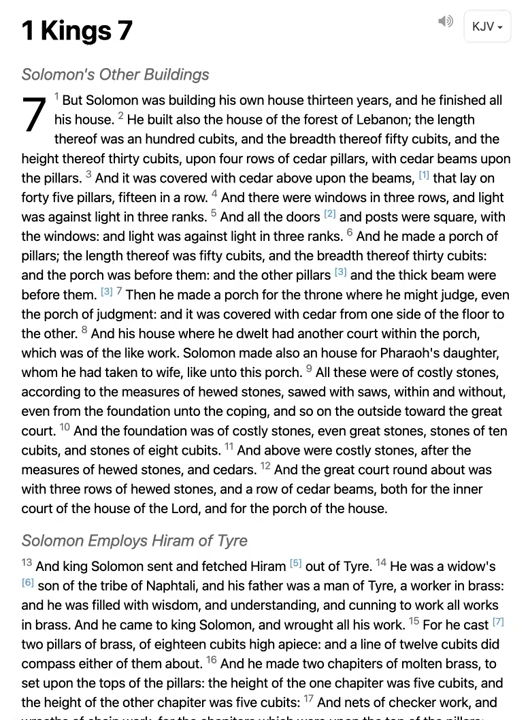 1 Kings 7
KJV
Solomon's Other Buildings
7 1 But Solomon was building his own house thirteen years, and he finished all
his house. 2 He built also the house of the forest of Lebanon; the length
thereof was an hundred cubits, and the breadth thereof fifty cubits, and the
height thereof thirty cubits, upon four rows of cedar pillars, with cedar beams upon
the pillars. 3 And it was covered with cedar above upon the beams, [1] that lay on
forty five pillars, fifteen in a row. 4 And there were windows in three rows, and light
was against light in three ranks. 5 And all the doors [2] and posts were square, with
the windows: and light was against light in three ranks. 6 And he made a porch of
pillars; the length thereof was fifty cubits, and the breadth thereof thirty cubits:
and the porch was before them: and the other pillars [3] and the thick beam were
before them. [3] 7 Then he made a porch for the throne where he might judge, even
the porch of judgment: and it was covered with cedar from one side of the floor to
the other. 8 And his house where he dwelt had another court within the porch,
which was of the like work. Solomon made also an house for Pharaoh's daughter,
whom he had taken to wife, like unto this porch. 9 All these were of costly stones,
according to the measures of hewed stones, sawed with saws, within and without,
even from the foundation unto the coping, and so on the outside toward the great
court. 10 And the foundation was of costly stones, even great stones, stones of ten
cubits, and stones of eight cubits. 11 And above were costly stones, after the
measures of hewed stones, and cedars. 12 And the great court round about was
with three rows of hewed stones, and a row of cedar beams, both for the inner
court of the house of the Lord, and for the porch of the house.
Solomon Employs Hiram of Tyre
13 And king Solomon sent and fetched Hiram [5] out of Tyre. 14 He was a widow's
[6] son of the tribe of Naphtali, and his father was a man of Tyre, a worker in brass:
and he was filled with wisdom, and understanding, and cunning to work all works
in brass. And he came to king Solomon, and wrought all his work. 15 For he cast [7]
two pillars of brass, of eighteen cubits high apiece: and a line of twelve cubits did
compass either of them about. 16 And he made two chapiters of molten brass, to
set upon the tops of the pillars: the height of the one chapiter was five cubits, and
the height of the other chapiter was five cubits: 17 And nets of checker work, and